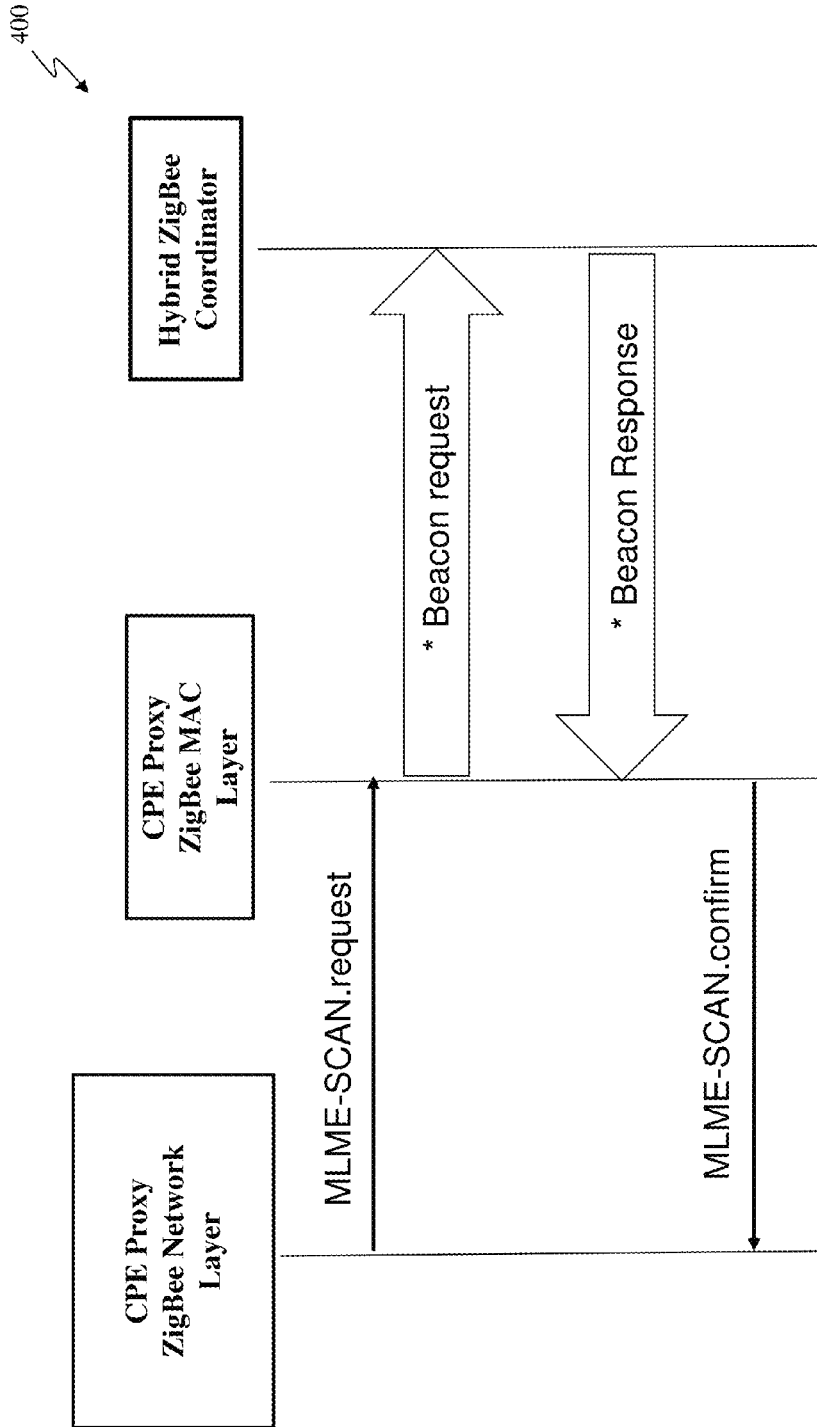 400
CPE Proxy
ZigBee Network
Layer
CPE Proxy
ZigBee MAC
Layer
Hybrid ZigBee
Coordinator
MLME-SCAN.request
* Beacon request
* Beacon Response
MLME-SCAN.confirm